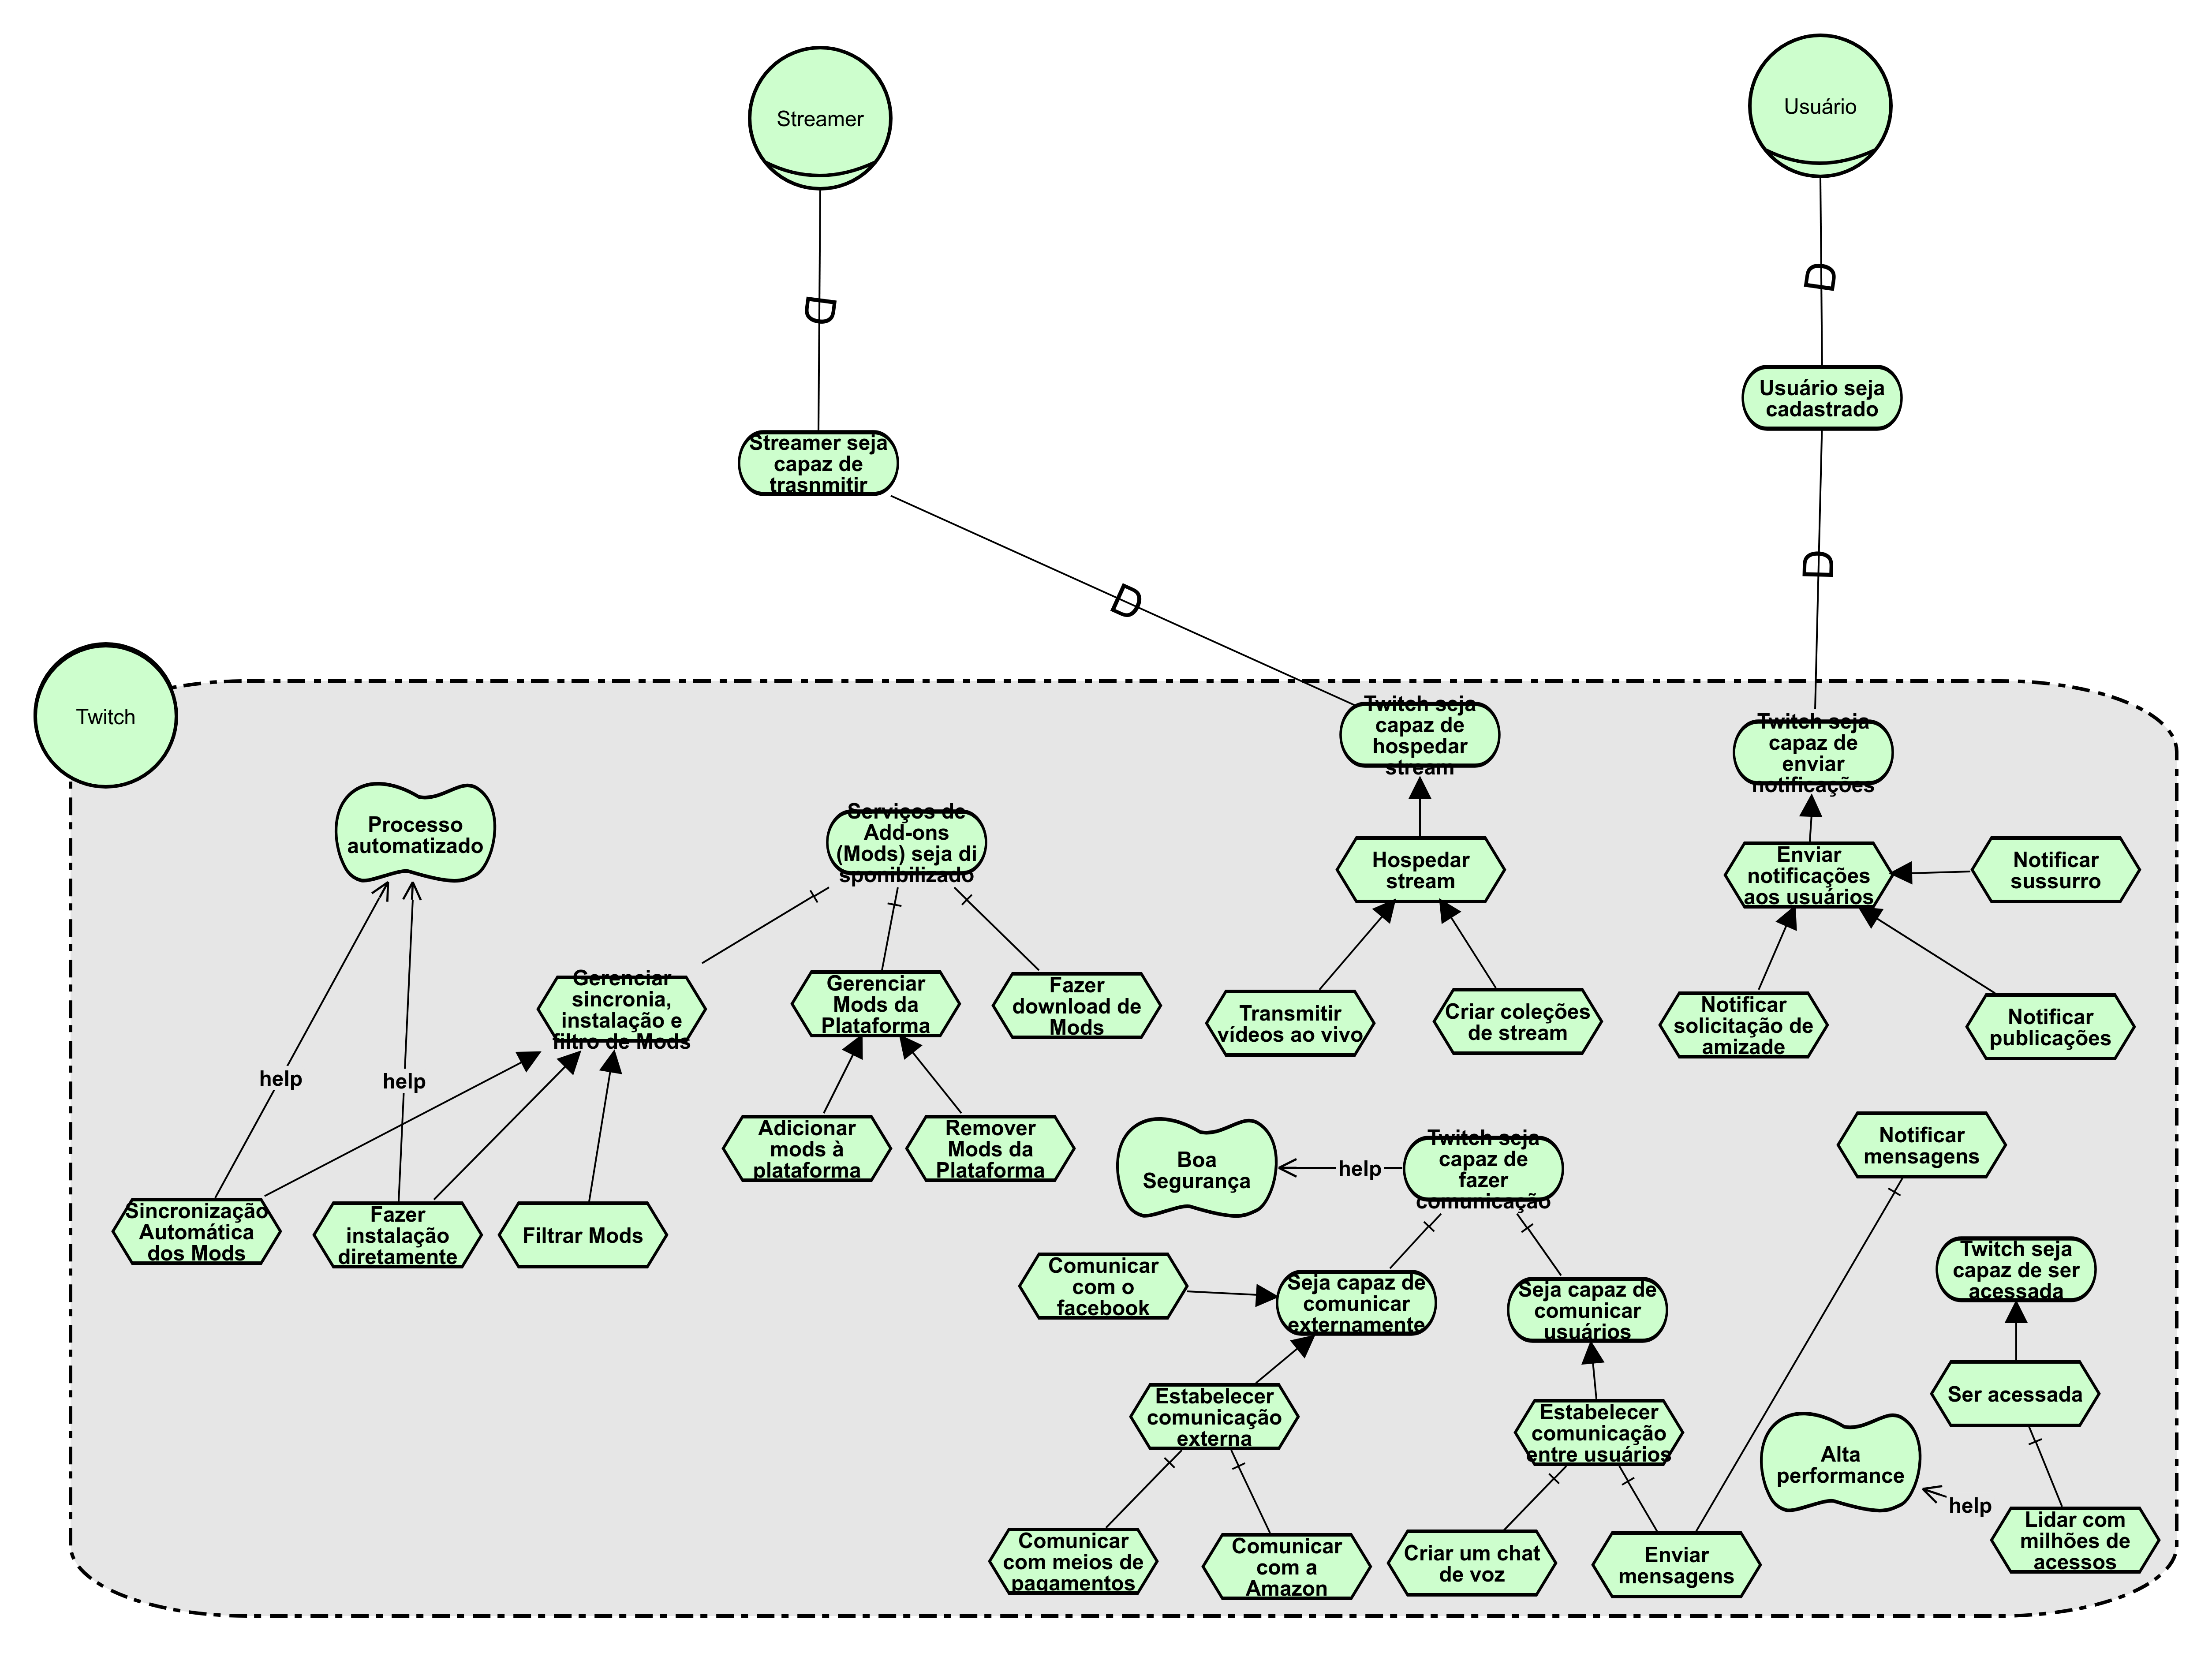 Streamer
Usuário
D
D
Usuário seja
cadastrado
Streamer seja
capaz de
trasnmitir
D
D
Twitch
Twitch seja
capaz de
hospedar
stream
Twitch seja
capaz de
enviar
notificações
Processo
automatizado
Serviços de
Add-ons
(Mods) seja di
sponibilizado
Hospedar
stream
Enviar
notificações
aos usuários
Notificar
sussurro
Gerenciar
sincronia,
instalação e
filtro de Mods
Gerenciar
Mods da
Plataforma
Fazer
download de
Mods
Transmitir
vídeos ao vivo
Criar coleções
de stream
Notificar
solicitação de
amizade
Notificar
publicações
help
help
Adicionar
mods à
plataforma
Remover
Mods da
Plataforma
Boa
Segurança
help
Twitch seja
capaz de
fazer
comunicação
Notificar
mensagens
Sincronização
Automática
dos Mods
Fazer
instalação
diretamente
Filtrar Mods
Comunicar
com o
facebook
Seja capaz de
comunicar
externamente
Seja capaz de
comunicar
usuários
Twitch seja
capaz de ser
acessada
Estabelecer
comunicação
externa
Estabelecer
comunicação
entre usuários
Ser acessada
Alta
performance
help
Comunicar
com meios de
pagamentos
Comunicar
com a
Amazon
Criar um chat
de voz
Enviar
mensagens
Lidar com
milhões de
acessos